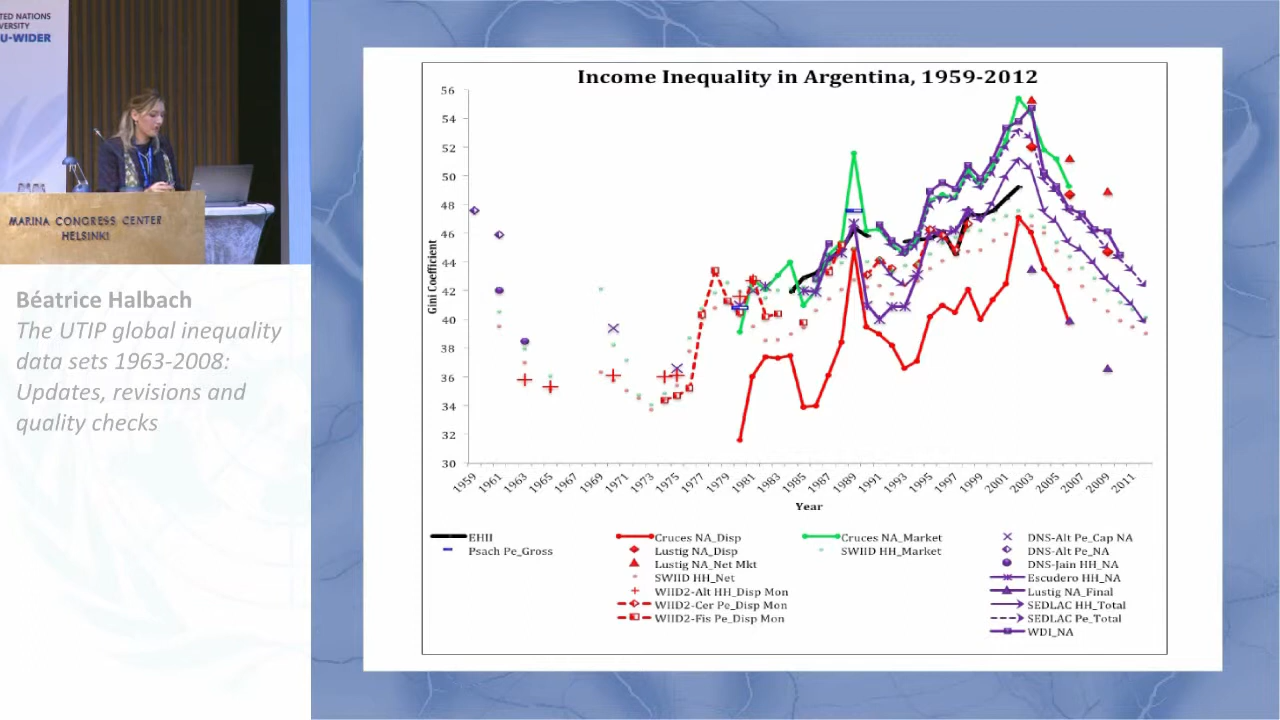 TED NATIONS
VERSITY
U-WIDER
MARINA CONGRESS CENTER
HELSINKI
Béatrice Halbach
The UTIP global inequality
data sets 1963-2008:
Updates, revisions and
quality checks
Income Inequality in Argentina, 1959-2012
Gini Coefficient
56
54
52
50
48
46
44
42
40
38
36
34
32
30
1959
1961
1963
1965
1967
1969
1971
1973
1975
1977
1979
1981
1983
1985
1987
1989
1991
1993
1995
1997
1999
2001
2003
2005
2007
2009
2011
Year
EHII
Psach Pe_Gross
Cruces NA_Disp
Lustig NA_Disp
Lustig NA_Net Mkt
SWIID HH_Net
WIID2-Alt HH_Disp Mon
WIID2-Cer Pe_Disp Mon
WIID2-Fis Pe_Disp Mon
Cruces NA_Market
SWIID HH_Market
DNS-Alt Pe_Cap NA
DNS-Alt Pe_NA
DNS-Jain HH_NA
Escudero HH_NA
Lustig NA_Final
SEDLAC HH_Total
SEDLAC Pe_Total
WDI_NA